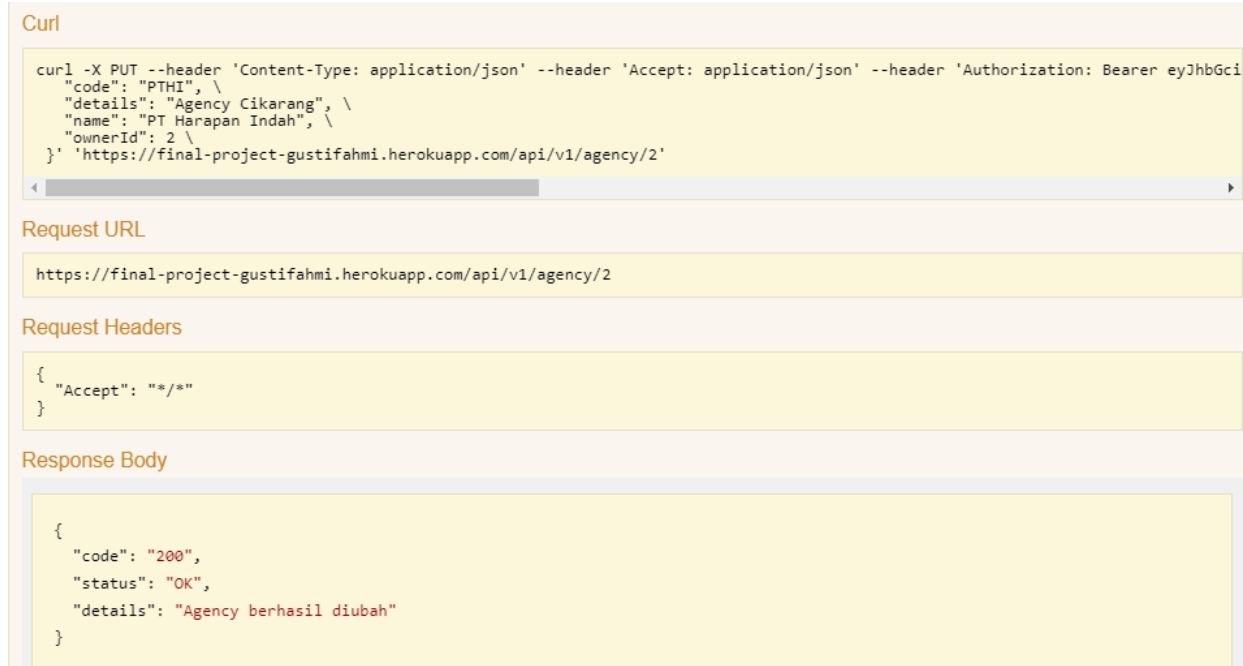 Curl
curl -X PUT --header 'Content-Type: application/json' --header 'Accept: application/json' --header 'Authorization: Bearer eyJhbGci
"code": "PTHI", \
"details": "Agency Cikarang", \
"name": "PT Harapan Indah", \
"ownerId": 2 \
}' 'https://final-project-gustifahmi.herokuapp.com/api/v1/agency/2'
Request URL
https://final-project-gustifahmi.herokuapp.com/api/v1/agency/2
Request Headers
{
"Accept": "*/*"
}
Response Body
{
"code": "200",
"status": "OK",
"details": "Agency berhasil diubah"
}